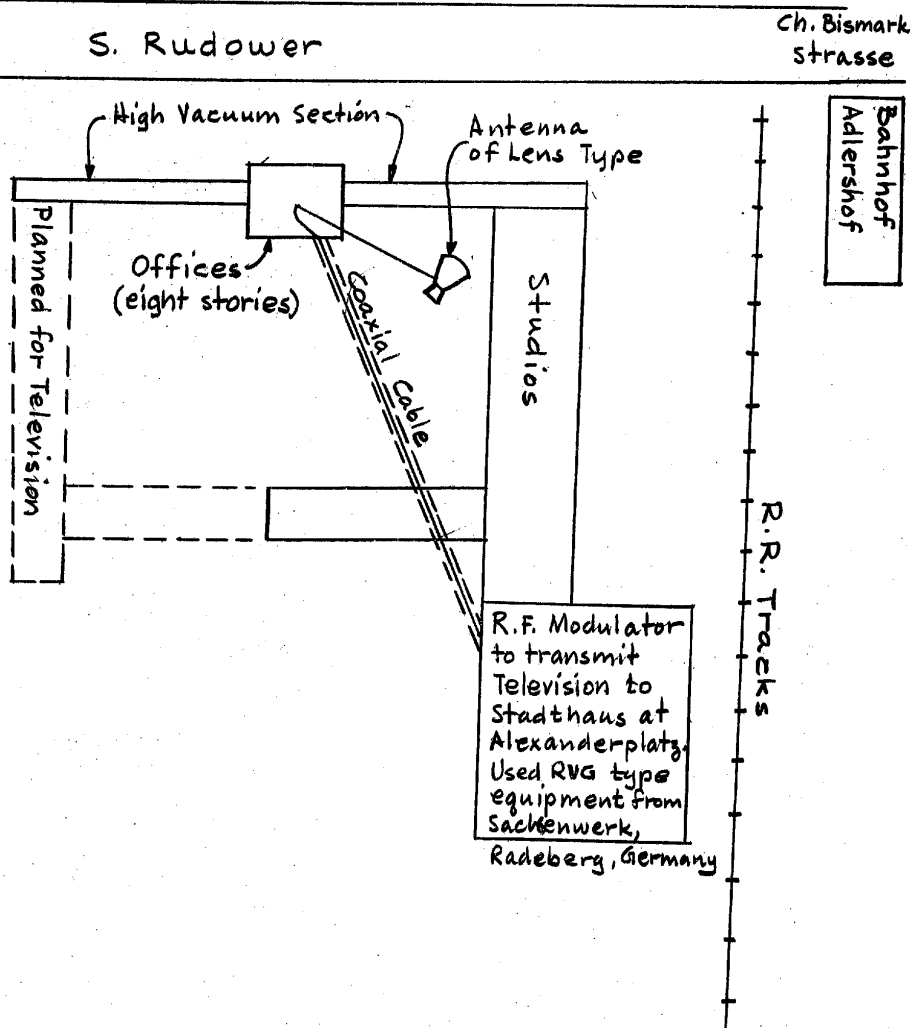 S. Rudower
Ch. Bismark
Strasse
High Vacuum Section
Antenna
of Lens Type
Bahnhof
Adlershof
Planned for Television
Offices
(eight stories)
Coaxial Cable
Studios
R.R. Tracks
R.F. Modulator
to transmit
Television to
Stadthaus at
Alexanderplatz.
Used RVG type
equipment from
Sachenwerk,
Radeberg, Germany